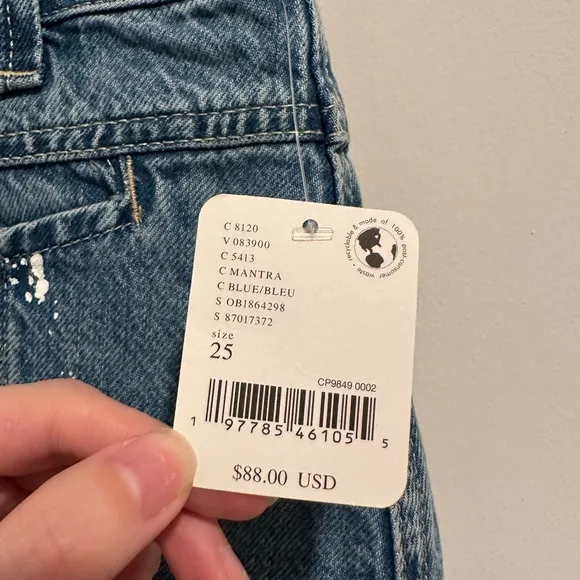 C 8120
V 083900
C 5413
C MANTRA
C BLUE/BLEU
S OB1864298
S 87017372
size
25
recyclable & made of 100% post-consumer waste •
CP9849 0002
1 97785 46105 5
$88.00 USD